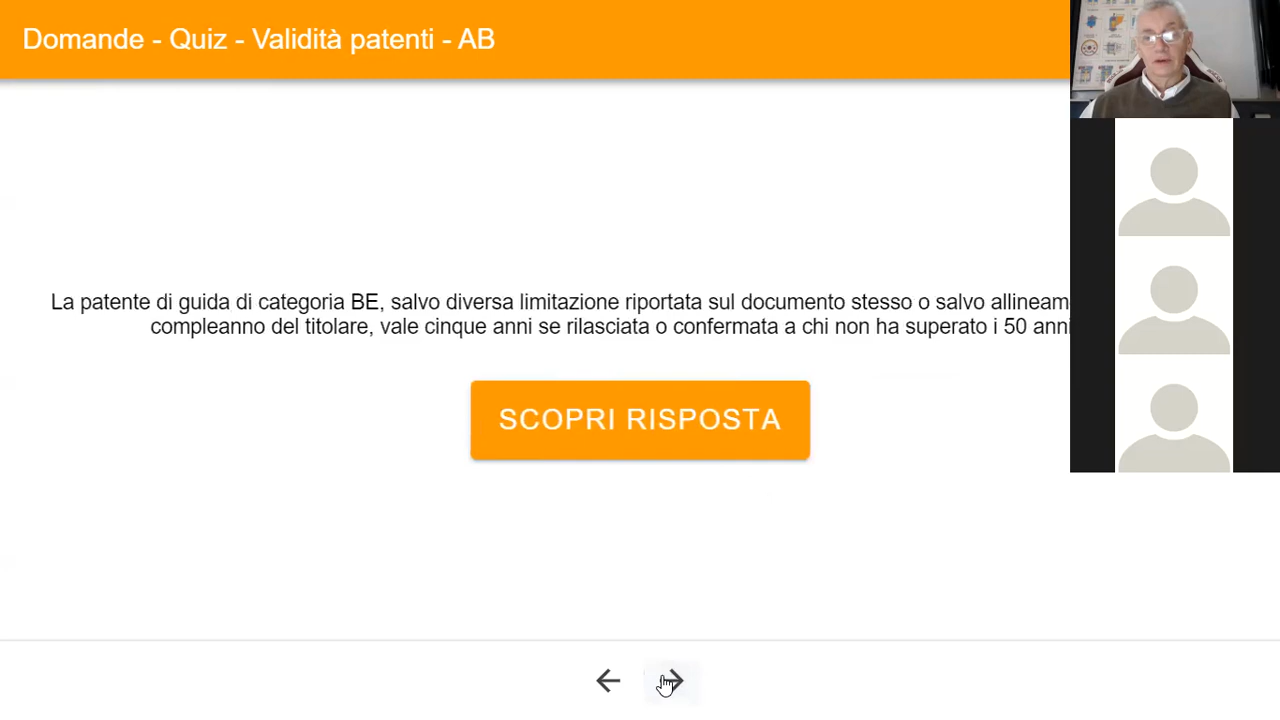 Domande - Quiz - Validità patenti - AB
La patente di guida di categoria BE, salvo diversa limitazione riportata sul documento stesso o salvo
compleanno del titolare, vale cinque anni se rilasciata o confermata a chi non ha superato i 50 anni
SCOPRI RISPOSTA